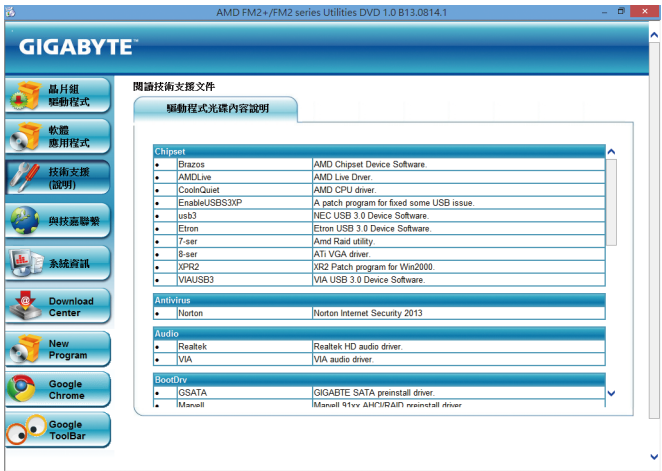 AMD FM2+/FM2 series Utilities DVD 1.0 B13.0814.1
GIGABYTE™
晶片組
驅動程式
軟體
應用程式
技術支援
(說明)
與技嘉聯繫
系統資訊
Download
Center
New
Program
Google
Chrome
Google
ToolBar
閱讀技術支援文件
驅動程式光碟內容說明
Chipset
• Brazos AMD Chipset Device Software.
• AMDLive AMD Live Drver.
• CoolnQuiet AMD CPU driver.
• EnableUSBS3XP A patch program for fixed some USB issue.
• usb3 NEC USB 3.0 Device Software.
• Etron Etron USB 3.0 Device Software.
• 7-ser Amd Raid utility.
• 8-ser ATi VGA driver.
• XPR2 XR2 Patch program for Win2000.
• VIAUSB3 VIA USB 3.0 Device Software.
Antivirus
• Norton Norton Internet Security 2013
Audio
• Realtek Realtek HD audio driver.
• VIA VIA audio driver.
BootDrv
• GSATA GIGABTE SATA preinstall driver.
• Marvell Marvell 91xx AHCI/RAID preinstall driver